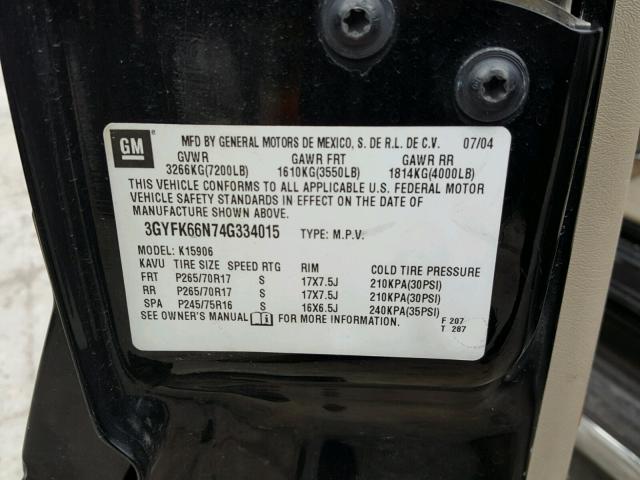 GM
MFD BY GENERAL MOTORS DE MEXICO, S. DE R.L. DE C.V. 07/04
GVWR GAWR FRT GAWR RR
3266KG(7200LB) 1610KG(3550LB) 1814KG(4000LB)
THIS VEHICLE CONFORMS TO ALL APPLICABLE U.S. FEDERAL MOTOR
VEHICLE SAFETY STANDARDS IN EFFECT ON THE DATE OF
MANUFACTURE SHOWN ABOVE.
3GYFK66N74G334015 TYPE: M.P.V.
MODEL: K15906
KAVU TIRE SIZE SPEED RTG RIM COLD TIRE PRESSURE
FRT P265/70R17 S 17X7.5J 210KPA(30PSI)
RR P265/70R17 S 17X7.5J 210KPA(30PSI)
SPA P245/75R16 S 16X6.5J 240KPA(35PSI)
SEE OWNER'S MANUAL FOR MORE INFORMATION.
F 207
T 287